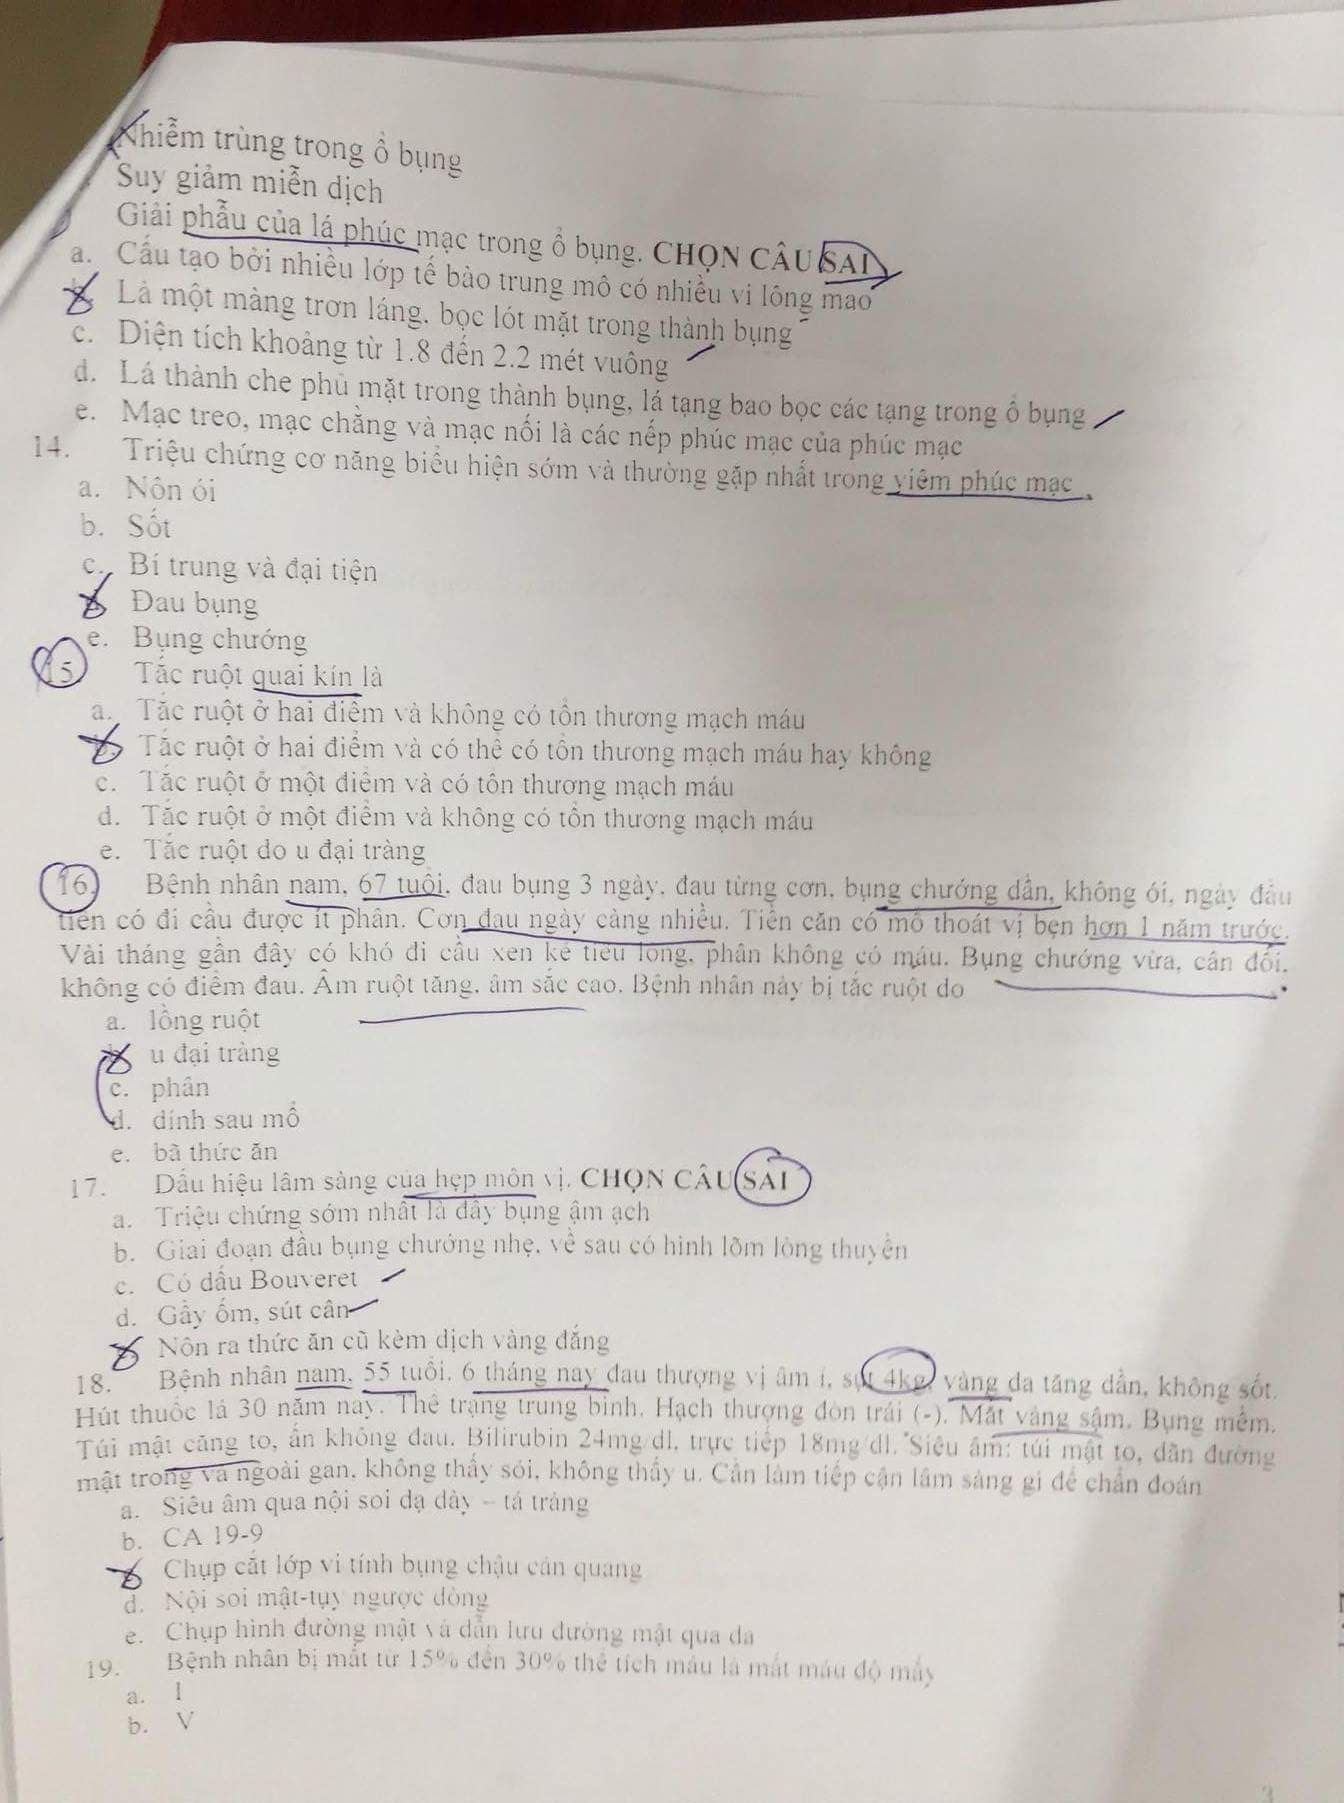 Nhiễm trùng trong ổ bụng
Suy giảm miễn dịch
Giải phẫu của lá phúc mạc trong ổ bụng. CHỌN CÂU SAI
a. Cấu tạo bởi nhiều lớp tế bào trung mô có nhiều vi lông mao
Là một màng trơn láng. bọc lót mặt trong thành bụng
c. Diện tích khoảng từ 1.8 đến 2.2 mét vuông
d. Lá thành che phủ mặt trong thành bụng, lá tạng bao bọc các tạng trong ổ bụng
e. Mạc treo, mạc chằng và mạc nối là các nếp phúc mạc của phúc mạc
14. Triệu chứng cơ năng biểu hiện sớm và thường gặp nhất trong viêm phúc mạc
a. Nôn ói
b. Sốt
c. Bí trung và đại tiện
Đau bụng
e. Bụng chướng
15 Tắc ruột quai kín là
a. Tắc ruột ở hai điểm và không có tổn thương mạch máu
Tắc ruột ở hai điểm và có thể có tổn thương mạch máu hay không
c. Tắc ruột ở một điểm và có tổn thương mạch máu
d. Tắc ruột ở một điểm và không có tổn thương mạch máu
e. Tắc ruột do u đại tràng
16. Bệnh nhân nam, 67 tuổi. đau bụng 3 ngày. đau từng cơn, bụng chướng dần, không ói, ngày đầu
tiên có đi cầu được ít phân. Cơn đau ngày càng nhiều. Tiền căn có mổ thoát vị bẹn hơn 1 năm trước.
Vài tháng gần đây có khó đi cầu xen kẽ tiêu lỏng, phân không có máu. Bụng chướng vừa, cân đối,
không có điểm đau. Âm ruột tăng. âm sắc cao. Bệnh nhân này bị tắc ruột do
a. lồng ruột
u đại tràng
c. phân
d. dính sau mổ
e. bã thức ăn
17. Dấu hiệu lâm sàng của hẹp môn vị. CHỌN CÂU SAI
a. Triệu chứng sớm nhất là đầy bụng ậm ạch
b. Giai đoạn đầu bụng chướng nhẹ, về sau có hình lõm lòng thuyền
c. Có dấu Bouveret
d. Gầy ốm, sút cân
Nôn ra thức ăn cũ kèm dịch vàng đắng
18. Bệnh nhân nam. 55 tuổi. 6 tháng nay đau thượng vị âm ỉ, sụt 4kg, vàng da tăng dần, không sốt.
Hút thuốc lá 30 năm nay. Thể trạng trung bình. Hạch thượng đòn trái (-). Mắt vàng sậm. Bụng mềm.
Túi mật căng to, ấn không đau. Bilirubin 24mg/dl, trực tiếp 18mg/dl. Siêu âm: túi mật to, dãn đường
mật trong và ngoài gan. không thấy sỏi, không thấy u. Cần làm tiếp cận lâm sàng gì để chẩn đoán
a. Siêu âm qua nội soi dạ dày – tá tràng
b. CA 19-9
Chụp cắt lớp vi tính bụng chậu cản quang
d. Nội soi mật-tụy ngược dòng
e. Chụp hình đường mật và dẫn lưu đường mật qua da
19. Bệnh nhân bị mất từ 15% đến 30% thể tích máu là mất máu độ mấy
a. I
b. V
3